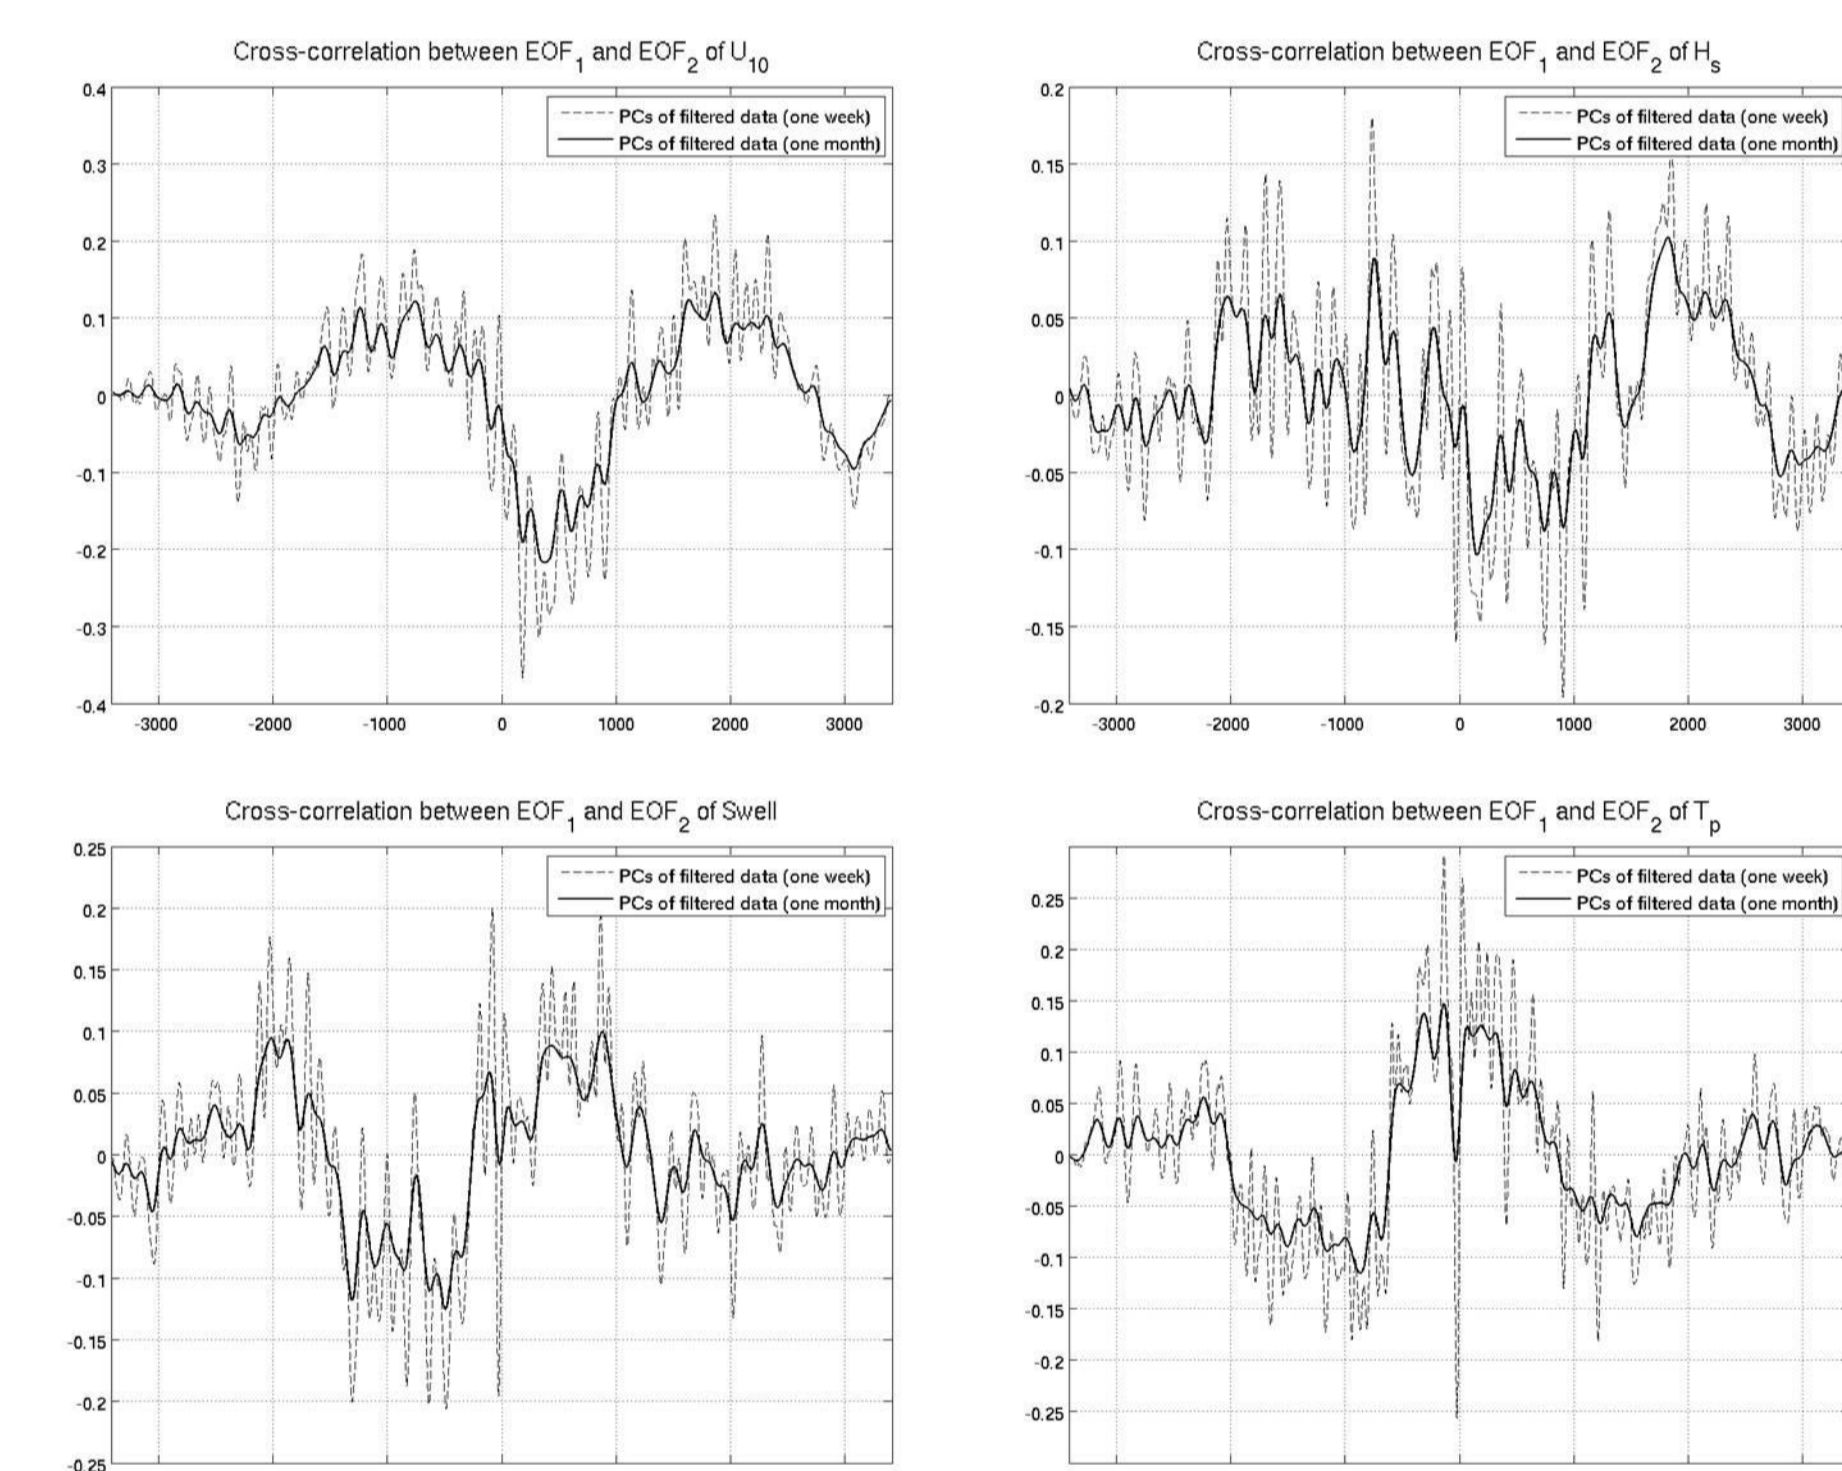 Cross-correlation between EOF1 and EOF2 of U10
0.4
0.3
0.2
0.1
0
-0.1
-0.2
-0.3
-0.4
PCs of filtered data (one week)
PCs of filtered data (one month)
-3000 -2000 -1000 0 1000 2000 3000
Cross-correlation between EOF1 and EOF2 of Hs
0.2
0.15
0.1
0.05
0
-0.05
-0.1
-0.15
-0.2
PCs of filtered data (one week)
PCs of filtered data (one month)
-3000 -2000 -1000 0 1000 2000 3000
Cross-correlation between EOF1 and EOF2 of Swell
0.25
0.2
0.15
0.1
0.05
0
-0.05
-0.1
-0.15
-0.2
-0.25
PCs of filtered data (one week)
PCs of filtered data (one month)
Cross-correlation between EOF1 and EOF2 of Tp
0.25
0.2
0.15
0.1
0.05
0
-0.05
-0.1
-0.15
-0.2
-0.25
PCs of filtered data (one week)
PCs of filtered data (one month)